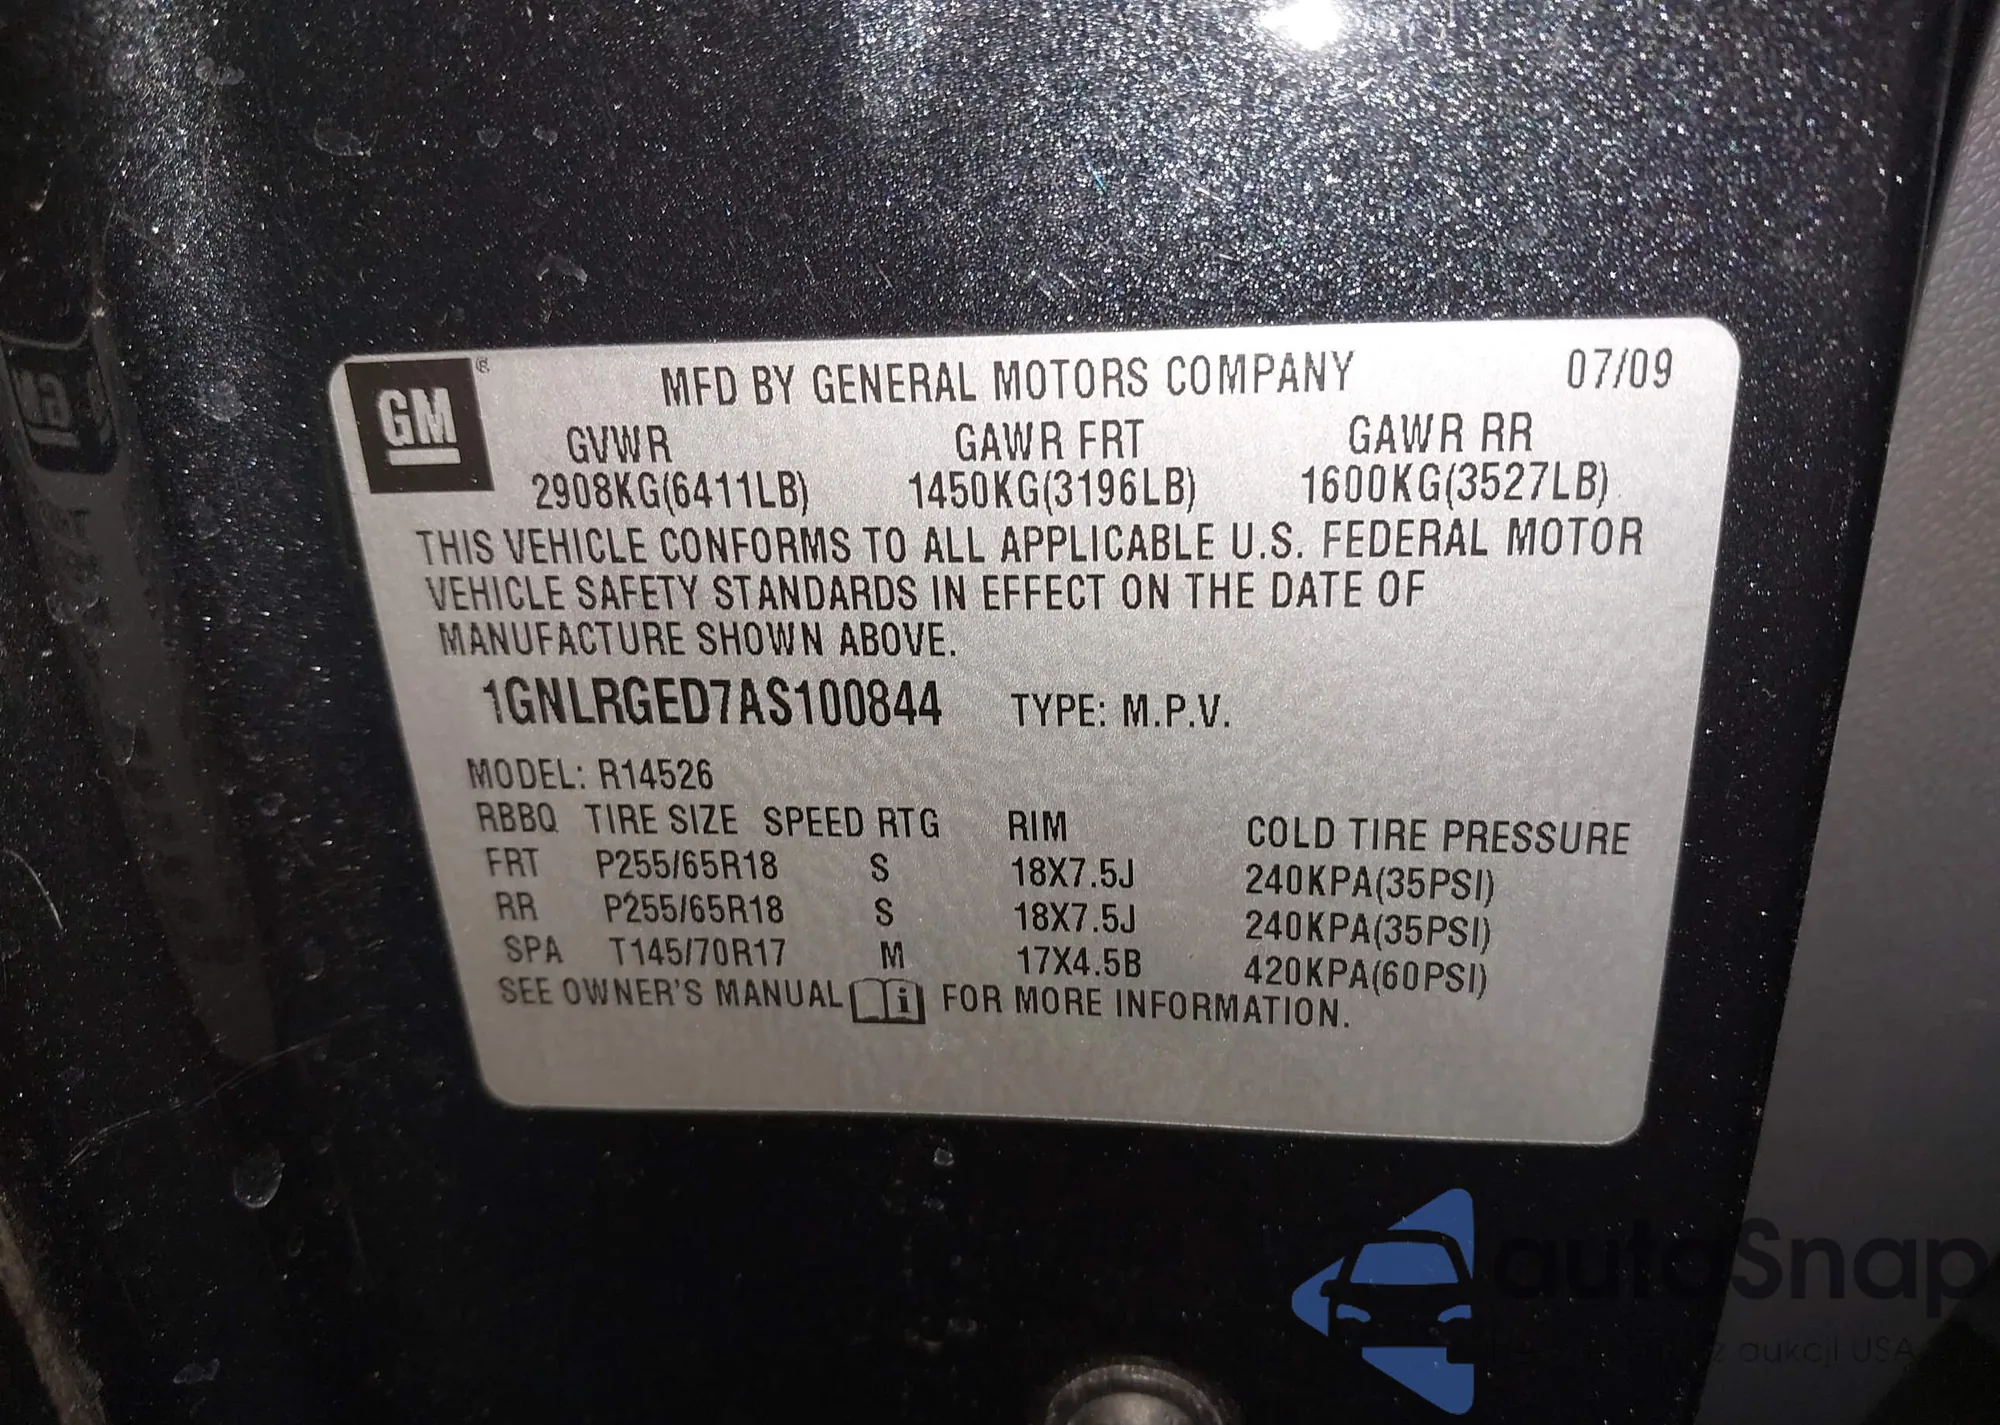 GM
®
MFD BY GENERAL MOTORS COMPANY 07/09
GVWR GAWR FRT GAWR RR
2908KG(6411LB) 1450KG(3196LB) 1600KG(3527LB)
THIS VEHICLE CONFORMS TO ALL APPLICABLE U.S. FEDERAL MOTOR
VEHICLE SAFETY STANDARDS IN EFFECT ON THE DATE OF
MANUFACTURE SHOWN ABOVE.
1GNLRGED7AS100844 TYPE: M.P.V.
MODEL: R14526
RBBQ TIRE SIZE SPEED RTG RIM COLD TIRE PRESSURE
FRT P255/65R18 S 18X7.5J 240KPA(35PSI)
RR P255/65R18 S 18X7.5J 240KPA(35PSI)
SPA T145/70R17 M 17X4.5B 420KPA(60PSI)
SEE OWNER'S MANUAL i FOR MORE INFORMATION.
autoSnap
z aukcji USA